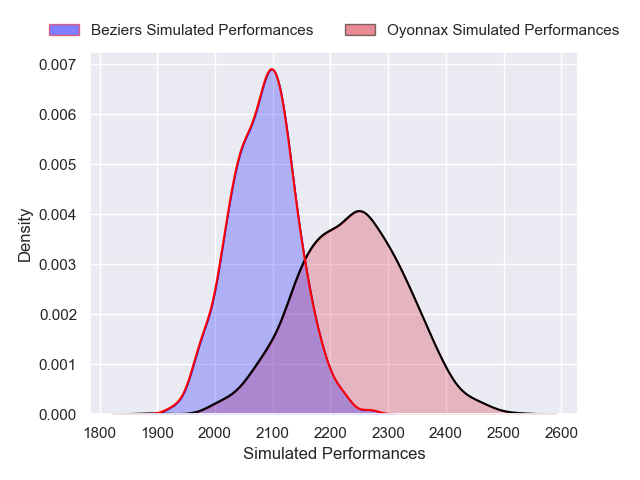 Beziers Simulated Performances Oyonnax Simulated Performances
0.007
0.006
0.005
0.004
0.003
0.002
0.001
0.000
Density
1800 1900 2000 2100 2200 2300 2400 2500 2600
Simulated Performances